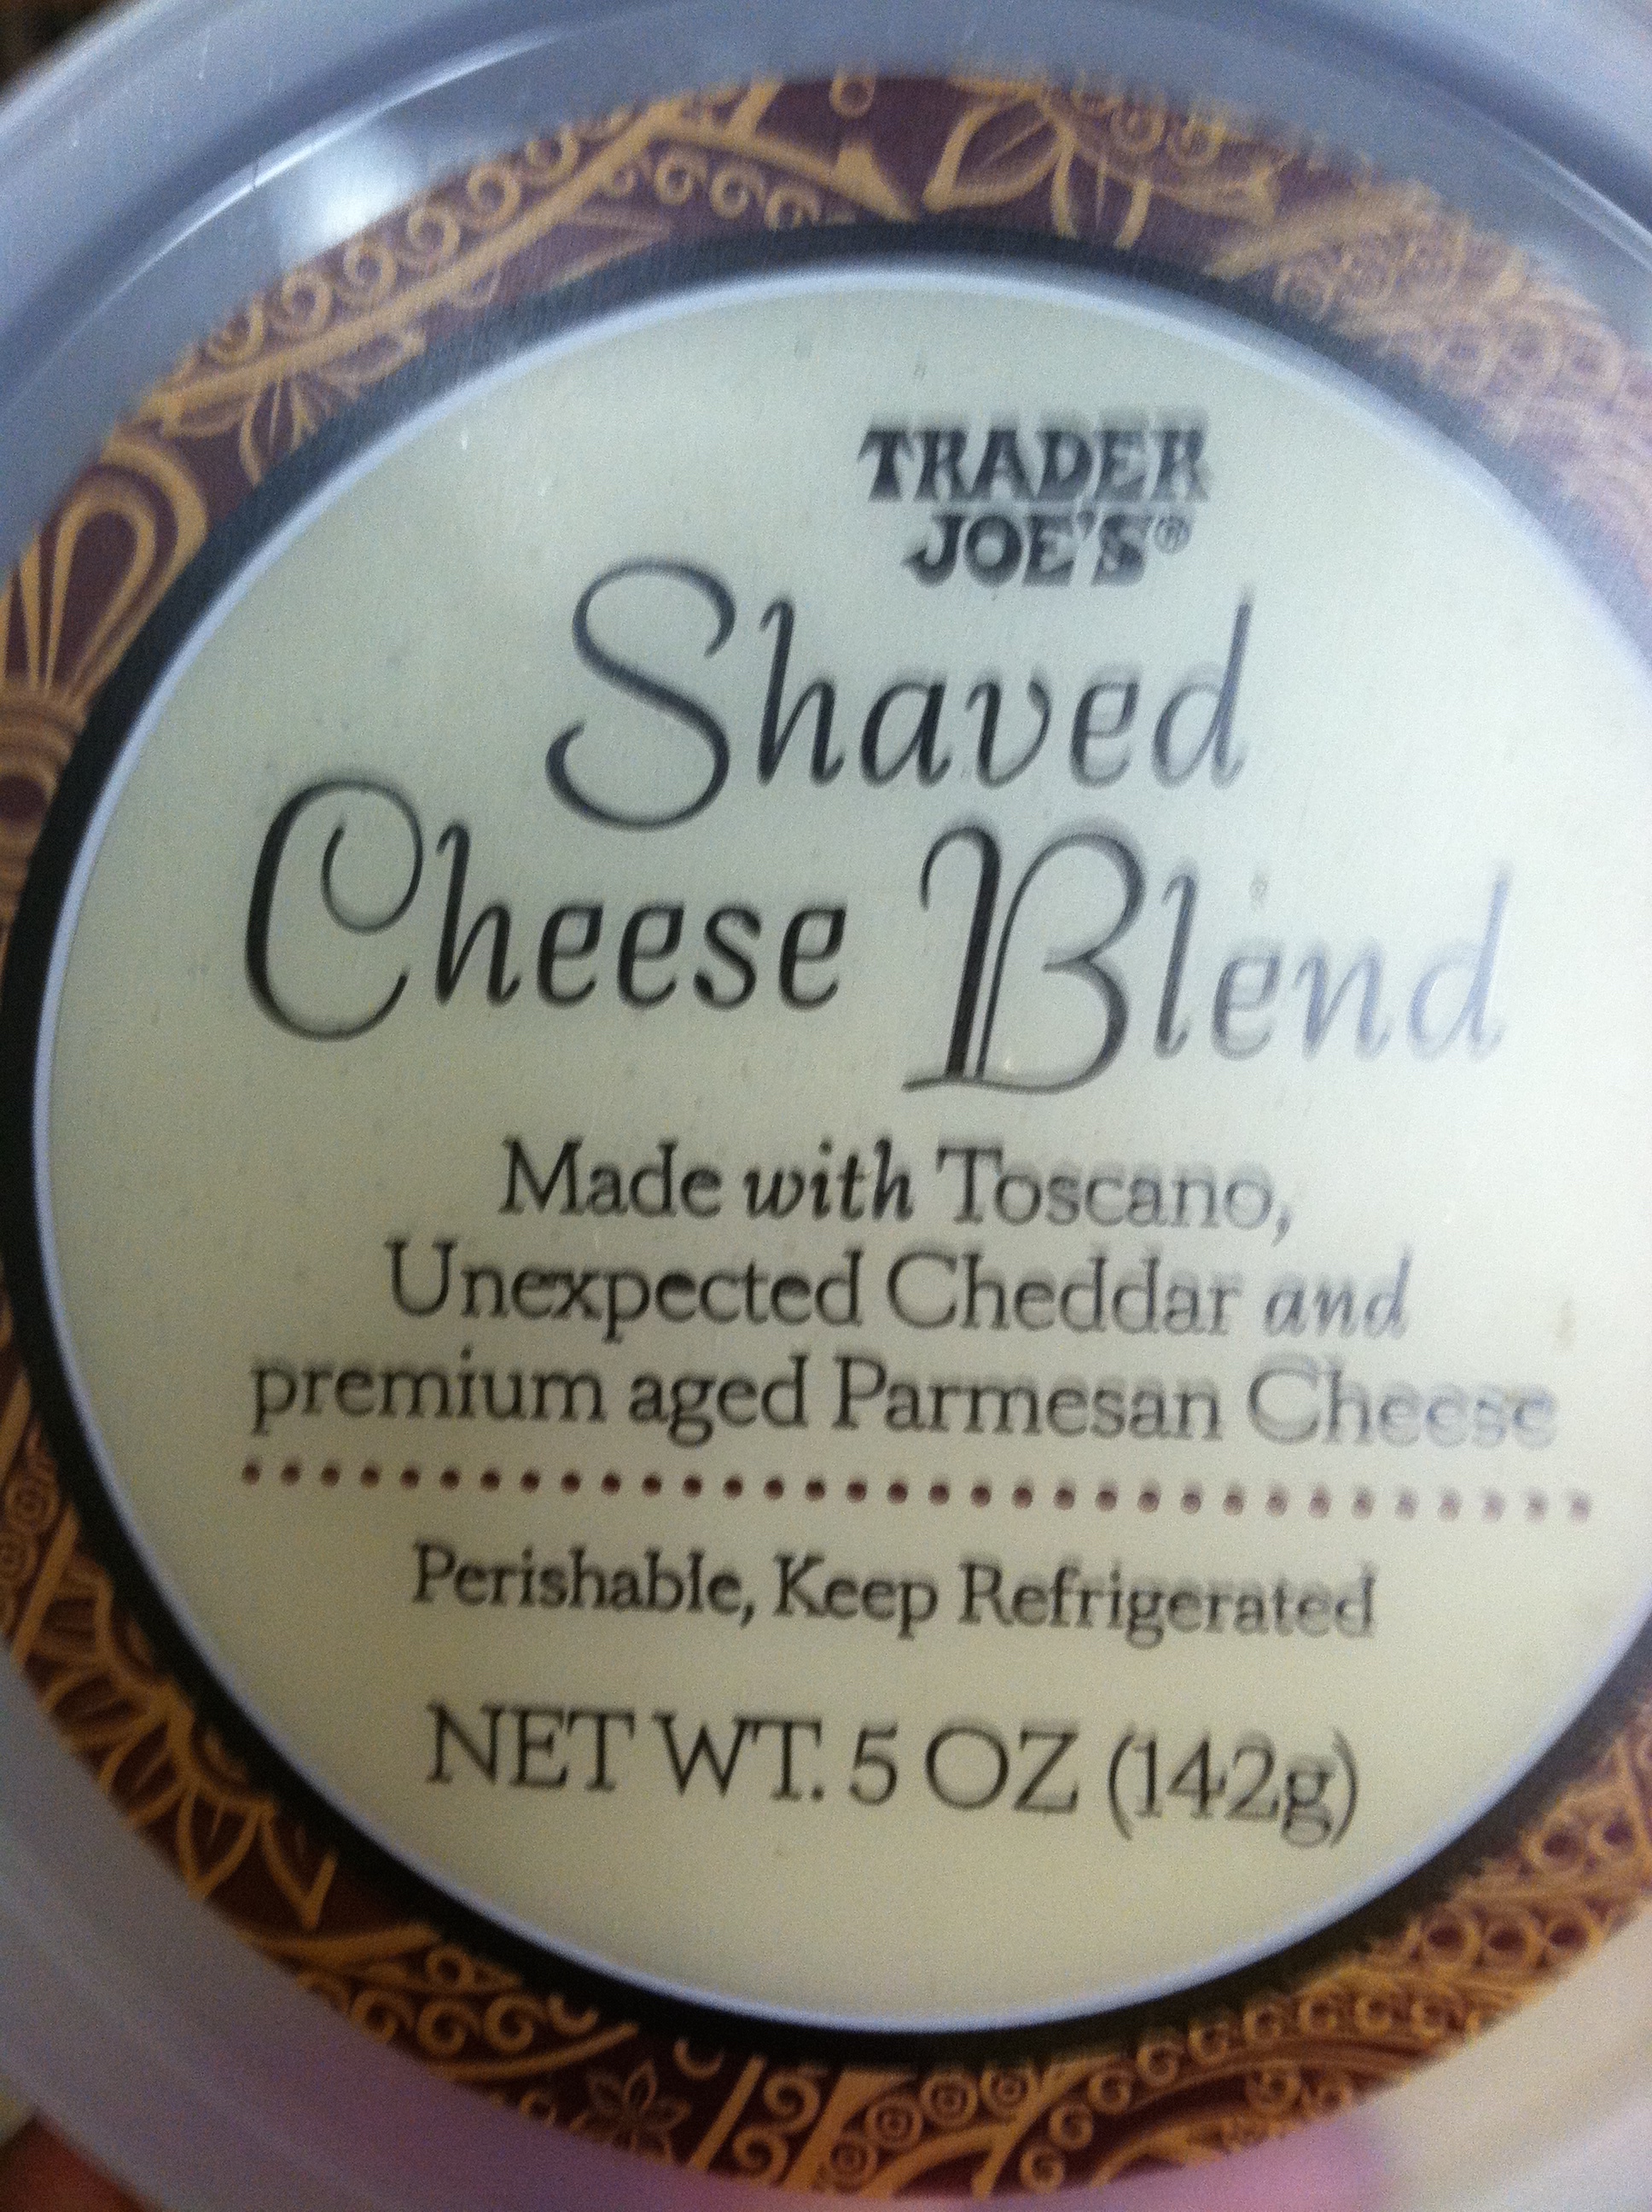 TRADER
JOE'S®
Shaved
Cheese Blend
Made with Toscano,
Unexpected Cheddar and
premium aged Parmesan Cheese
Perishable, Keep Refrigerated
NET WT. 5 OZ (142g)